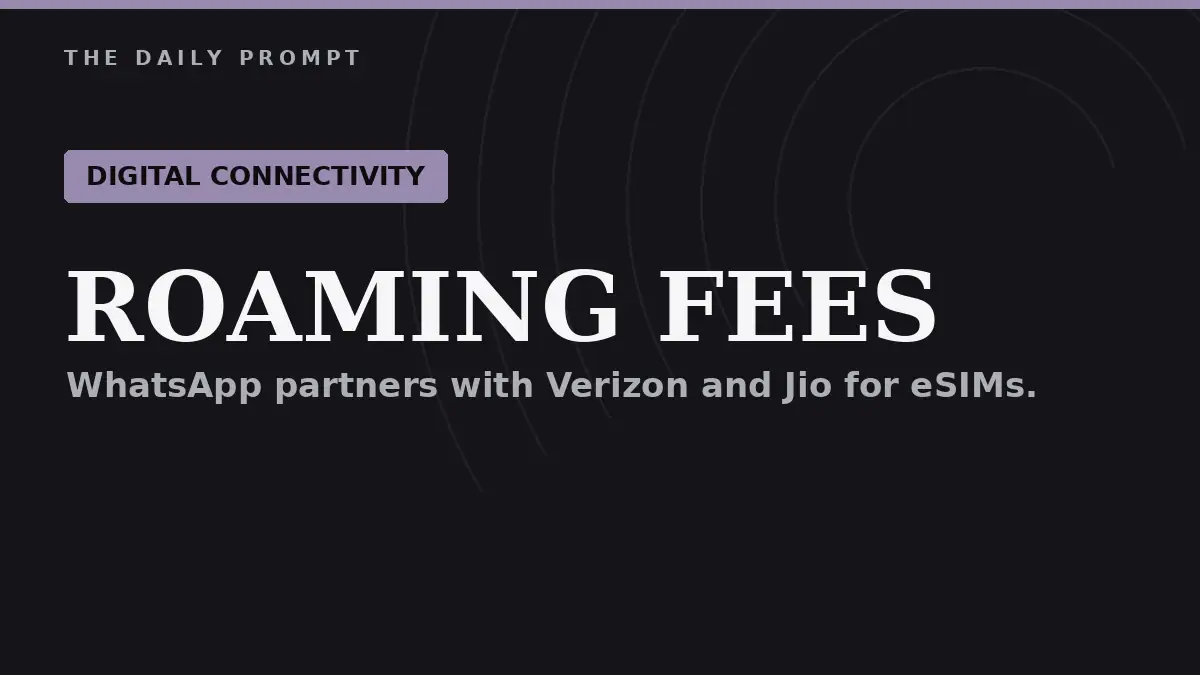 THE DAILY PROMPT
DIGITAL CONNECTIVITY
ROAMING FEES
WhatsApp partners with Verizon and Jio for eSIMs.